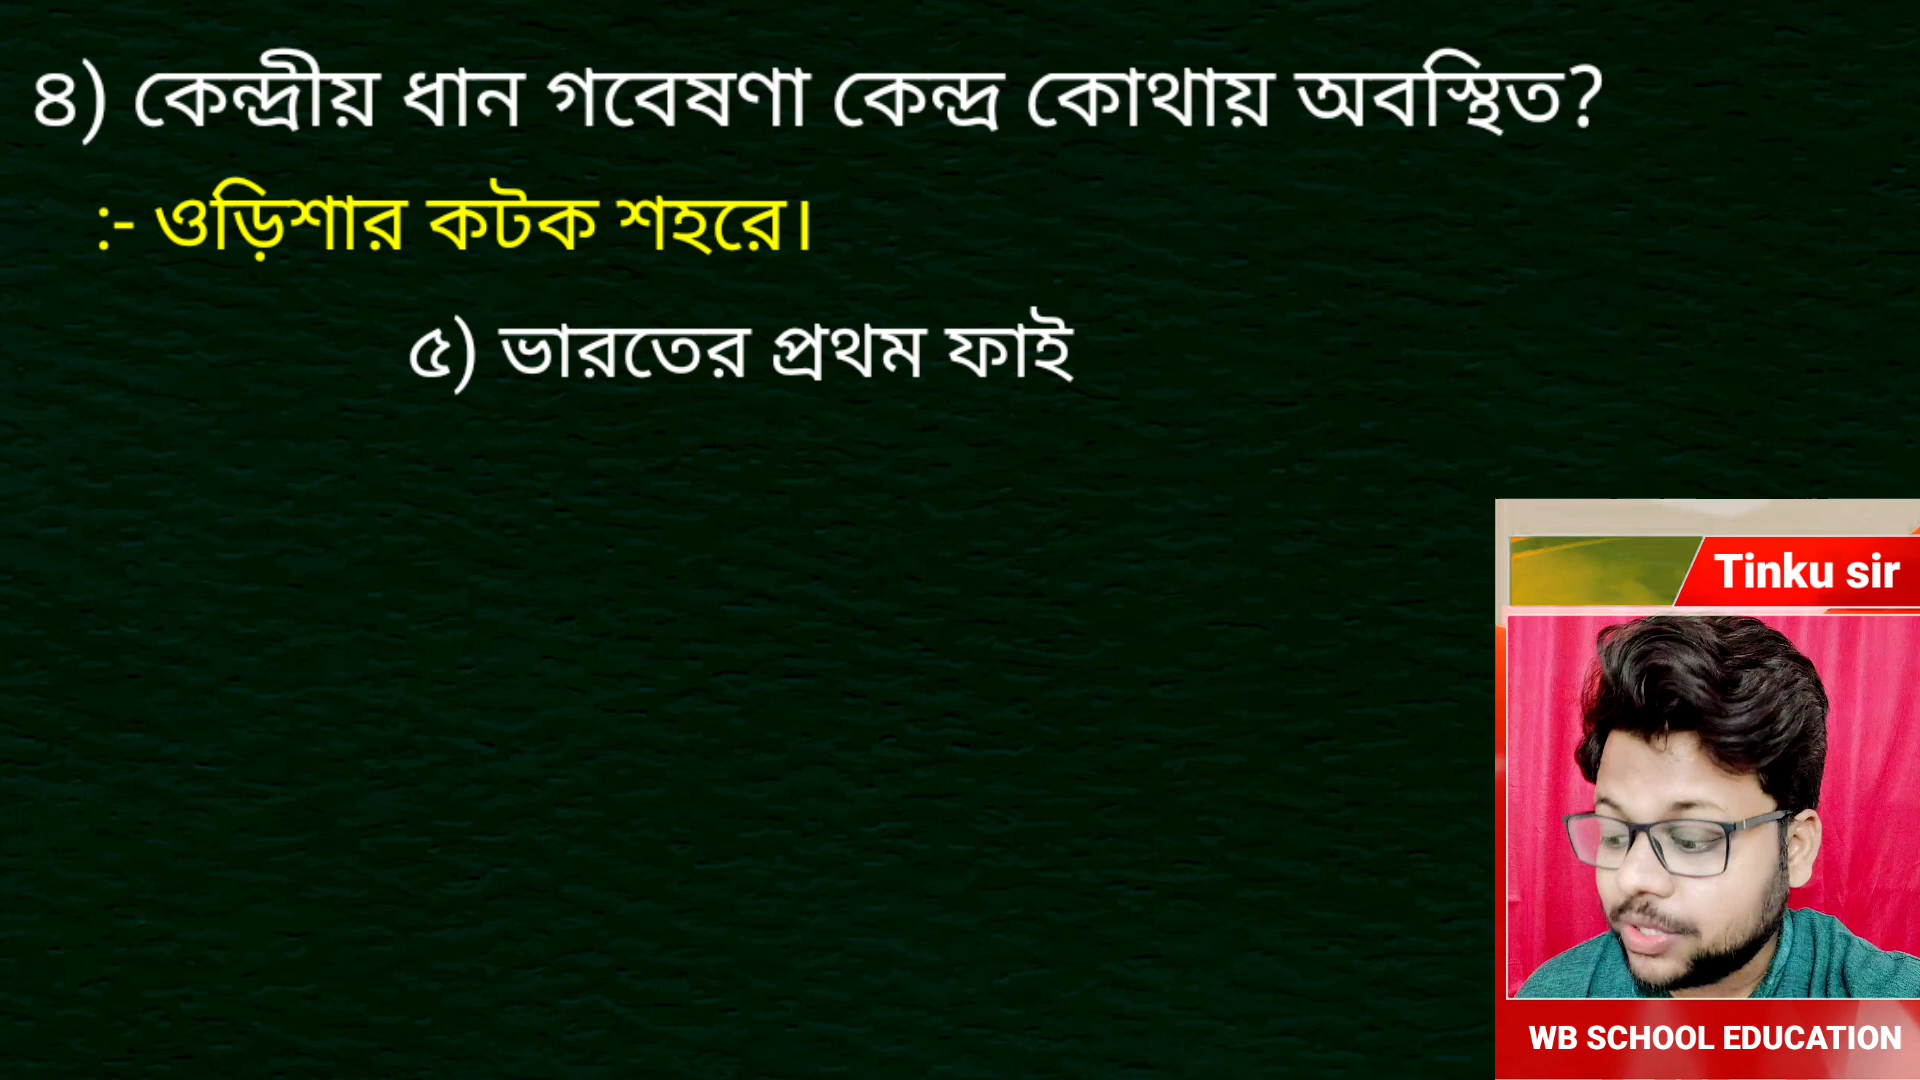 ৪) কেন্দ্রীয় ধান গবেষণা কেন্দ্র কোথায় অবস্থিত?
:- ওড়িশার কটক শহরে।
৫) ভারতের প্রথম ফাই
Tinku sir
WB SCHOOL EDUCATION